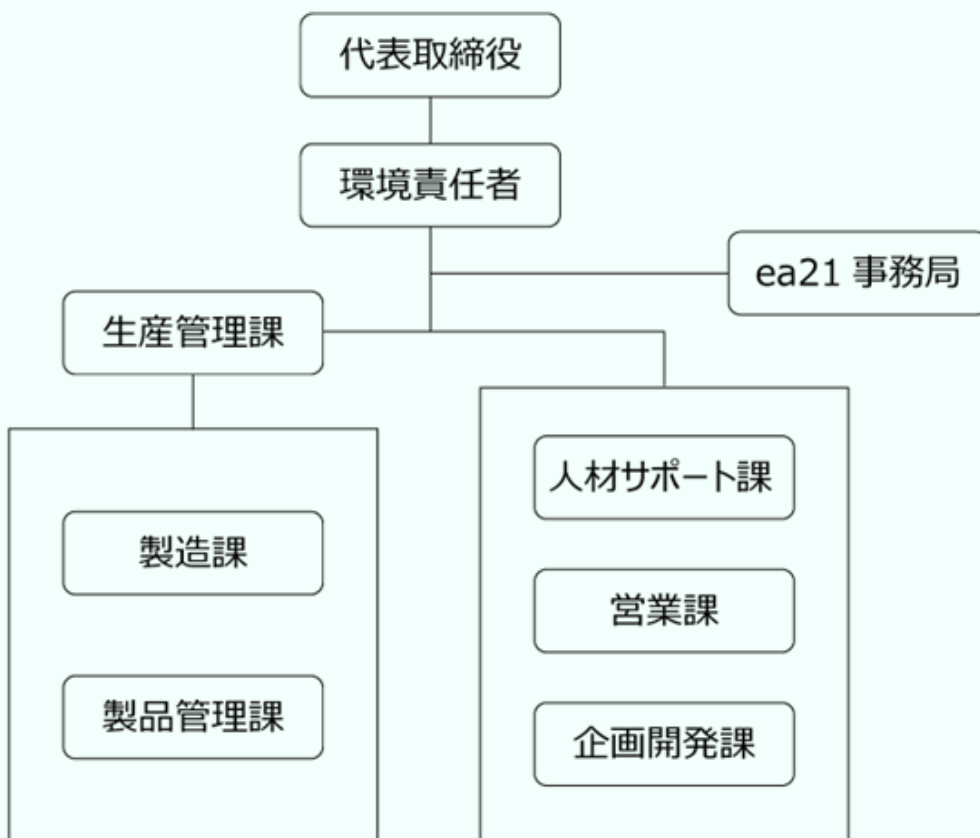 代表取締役
環境責任者
ea21 事務局
生産管理課
製造課
製品管理課
人材サポート課
営業課
企画開発課